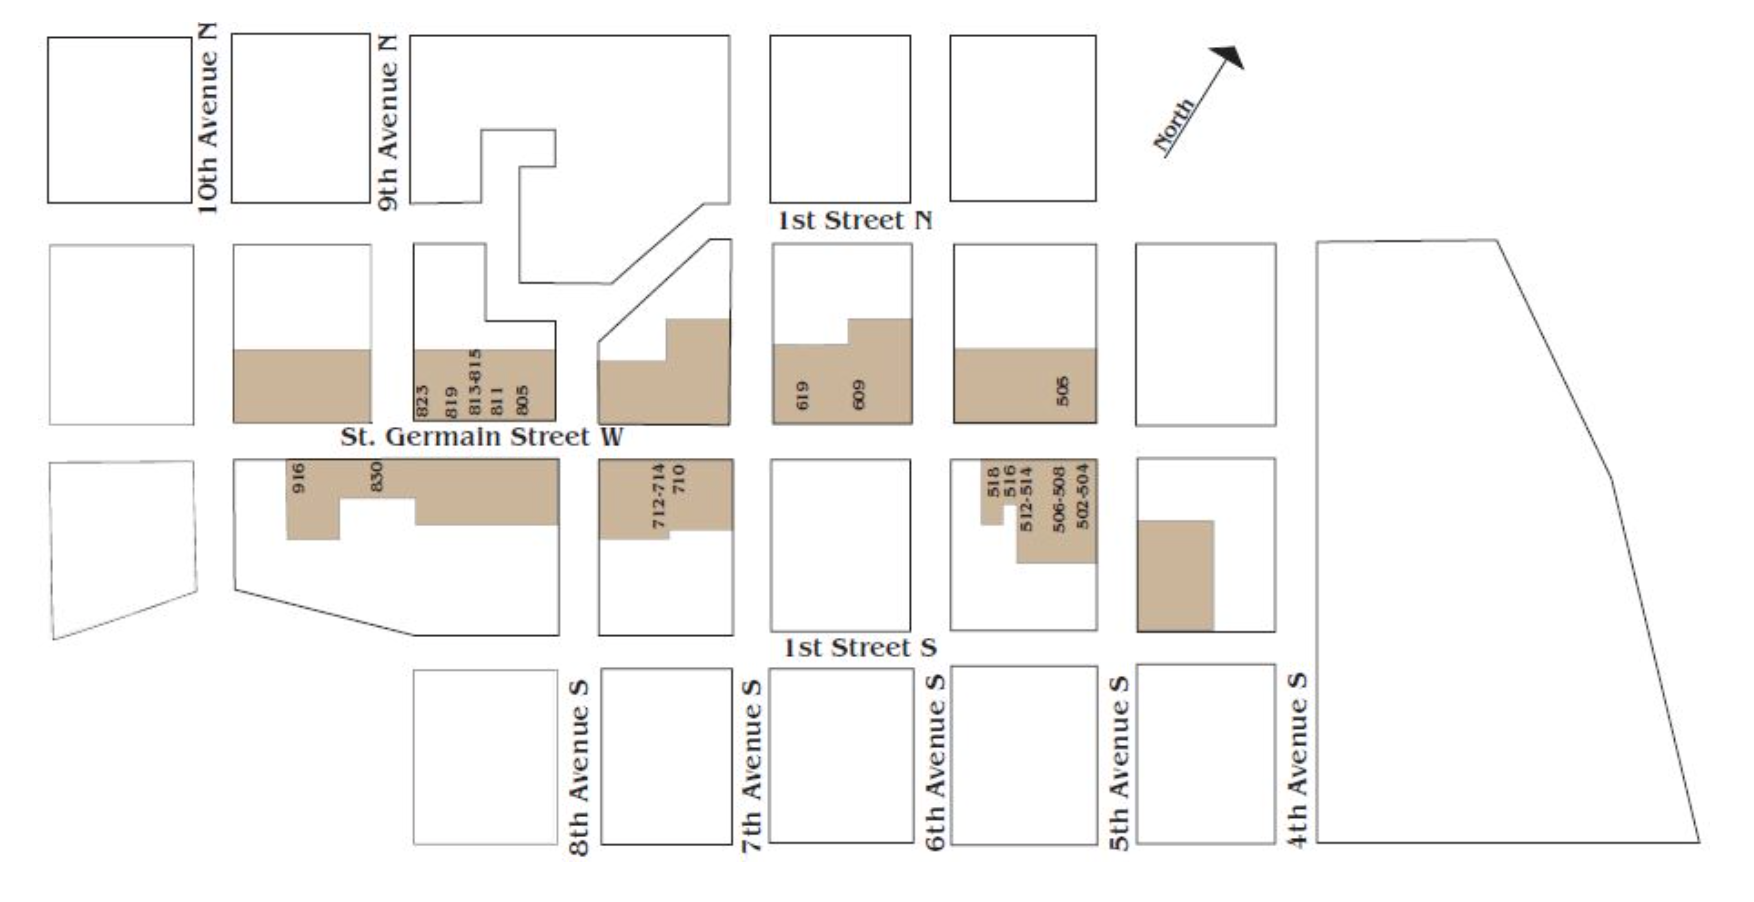 10th Avenue N
9th Avenue N
North
1st Street N
823
819
813-815
811
805
619
609
505
St. Germain Street W
916
830
712-714
710
518
516
512-514
506-508
502-504
1st Street S
8th Avenue S
7th Avenue S
6th Avenue S
5th Avenue S
4th Avenue S